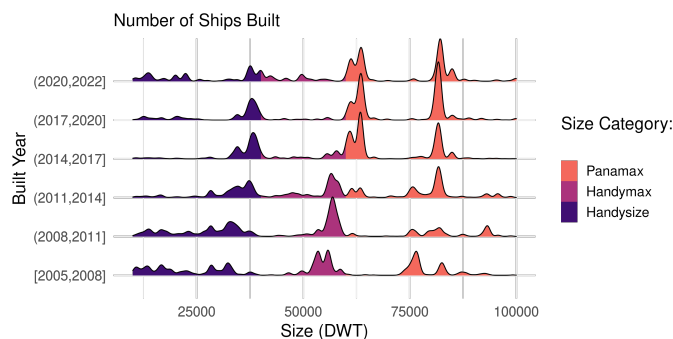 Number of Ships Built
(2020,2022]
(2017,2020]
(2014,2017]
(2011,2014]
(2008,2011]
[2005,2008]
Built Year
25000 50000 75000 100000
Size (DWT)
Size Category:
Panamax
Handymax
Handysize